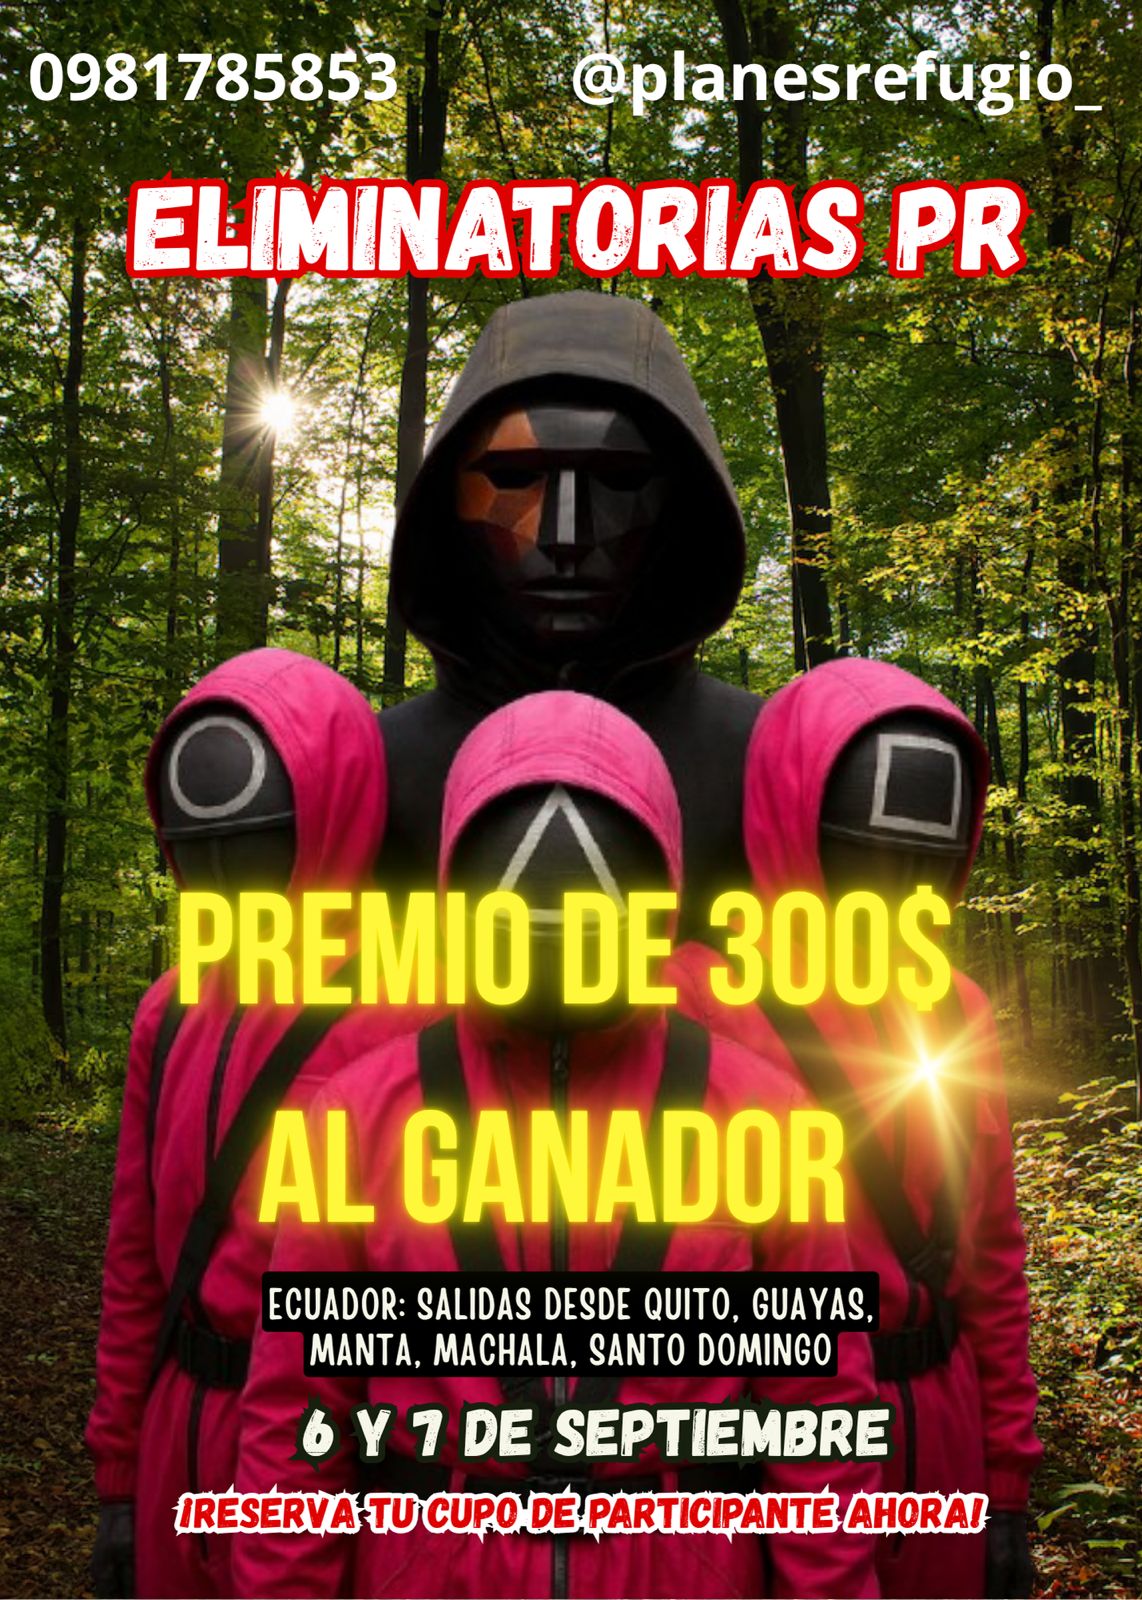 0981785853
@planesrefugio_
ELIMINATORIAS PR
PREMIO DE 300$
AL GANADOR
ECUADOR: SALIDAS DESDE QUITO, GUAYAS,
MANTA, MACHALA, SANTO DOMINGO
6 Y 7 DE SEPTIEMBRE
¡RESERVA TU CUPO DE PARTICIPANTE AHORA!